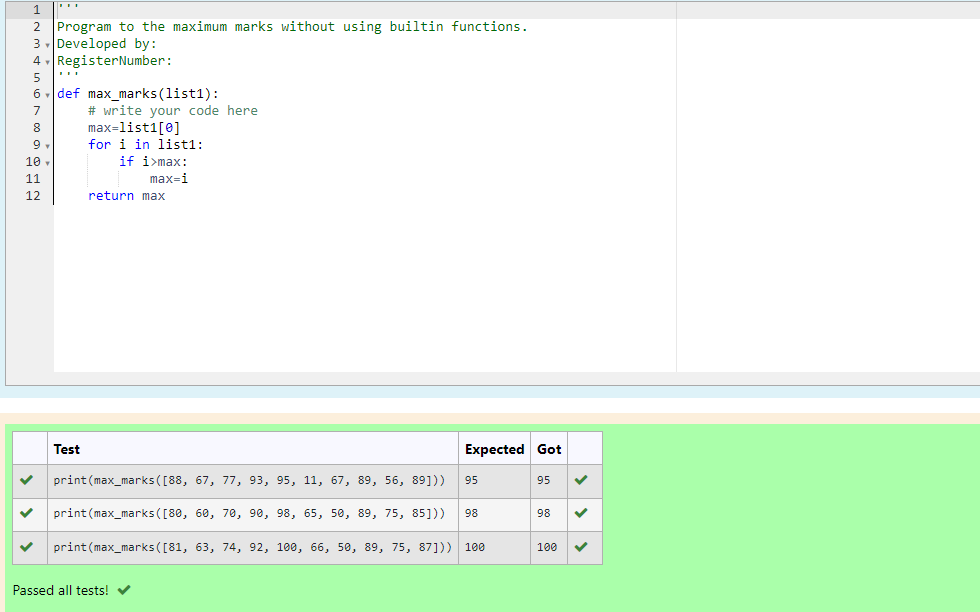 1 '''
2 Program to the maximum marks without using builtin functions.
3 Developed by:
4 RegisterNumber:
5 '''
6 def max_marks(list1):
7     # write your code here
8     max=list1[0]
9     for i in list1:
10         if i>max:
11             max=i
12     return max
Test Expected Got
print(max_marks([88, 67, 77, 93, 95, 11, 67, 89, 56, 89])) 95 95
print(max_marks([80, 60, 70, 90, 98, 65, 50, 89, 75, 85])) 98 98
print(max_marks([81, 63, 74, 92, 100, 66, 50, 89, 75, 87])) 100 100
Passed all tests!